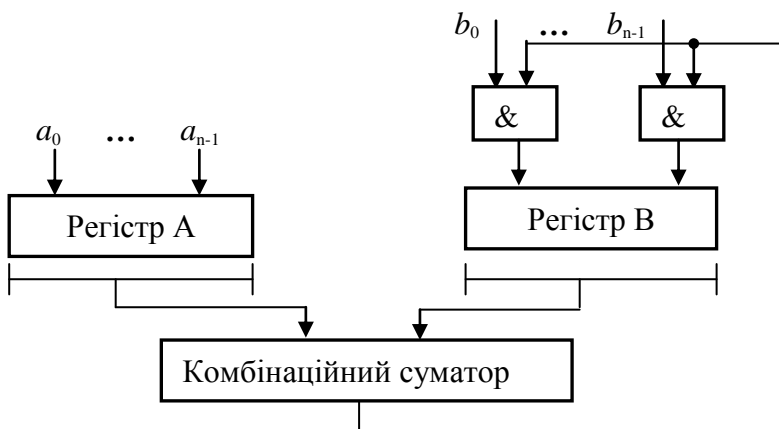 b0 ... bn-1
& &
a0 ... an-1
Регістр А Регістр В
Комбінаційний суматор